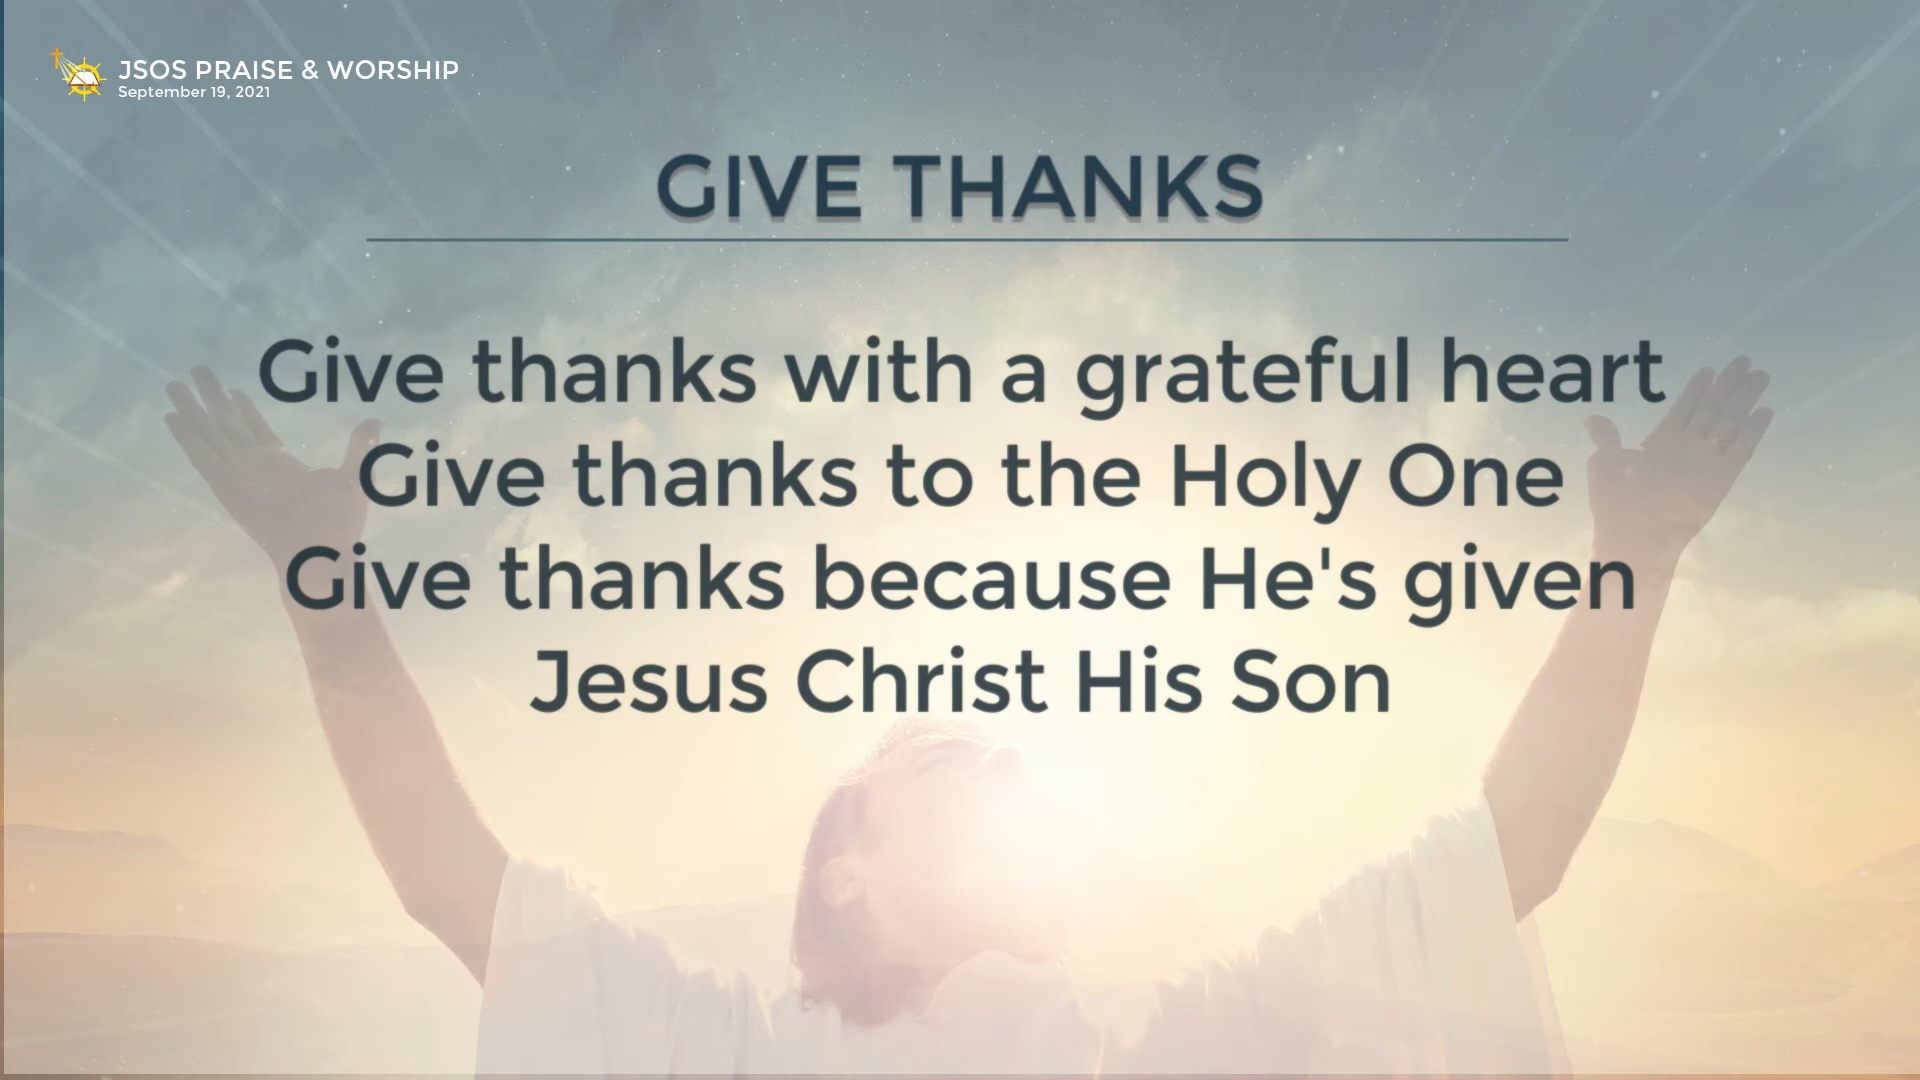 JSOS PRAISE & WORSHIP
September 19, 2021
GIVE THANKS
Give thanks with a grateful heart
Give thanks to the Holy One
Give thanks because He's given
Jesus Christ His Son